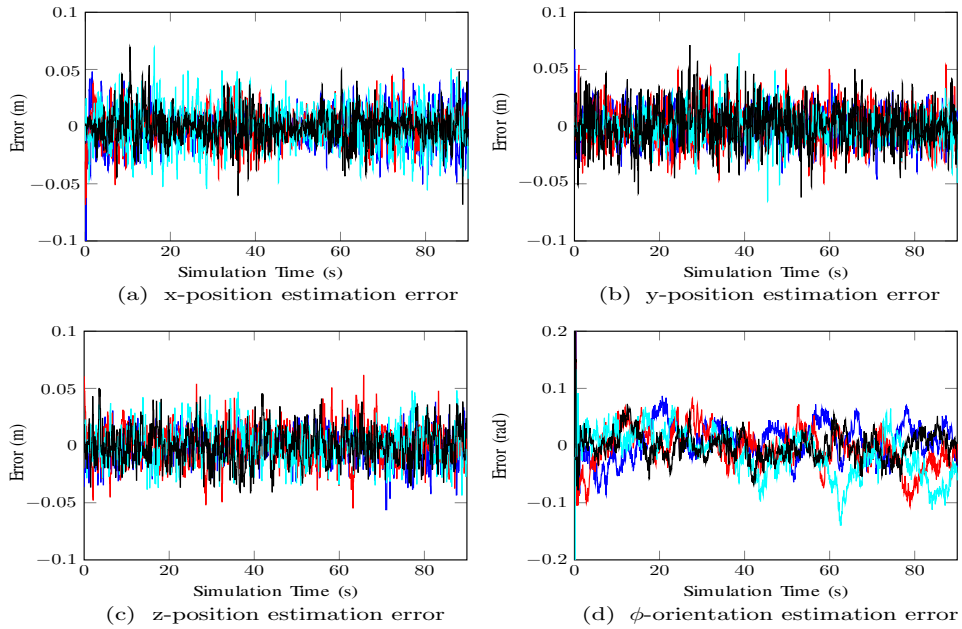 0.1
0.05
0
−0.05
−0.1
Error (m)
0 20 40 60 80
Simulation Time (s)
(a) x-position estimation error
0.1
0.05
0
−0.05
−0.1
Error (m)
0 20 40 60 80
Simulation Time (s)
(b) y-position estimation error
0.1
0.05
0
−0.05
−0.1
Error (m)
0 20 40 60 80
Simulation Time (s)
(c) z-position estimation error
0.2
0.1
0
−0.1
−0.2
Error (rad)
0 20 40 60 80
Simulation Time (s)
(d) ϕ-orientation estimation error